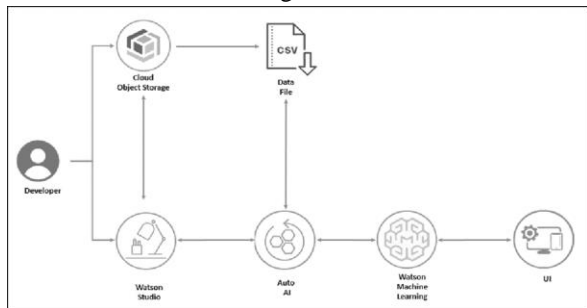 CSV
Cloud
Object Storage
Data
File
Developer
Watson
Studio
Auto
AI
Watson
Machine
Learning
UI